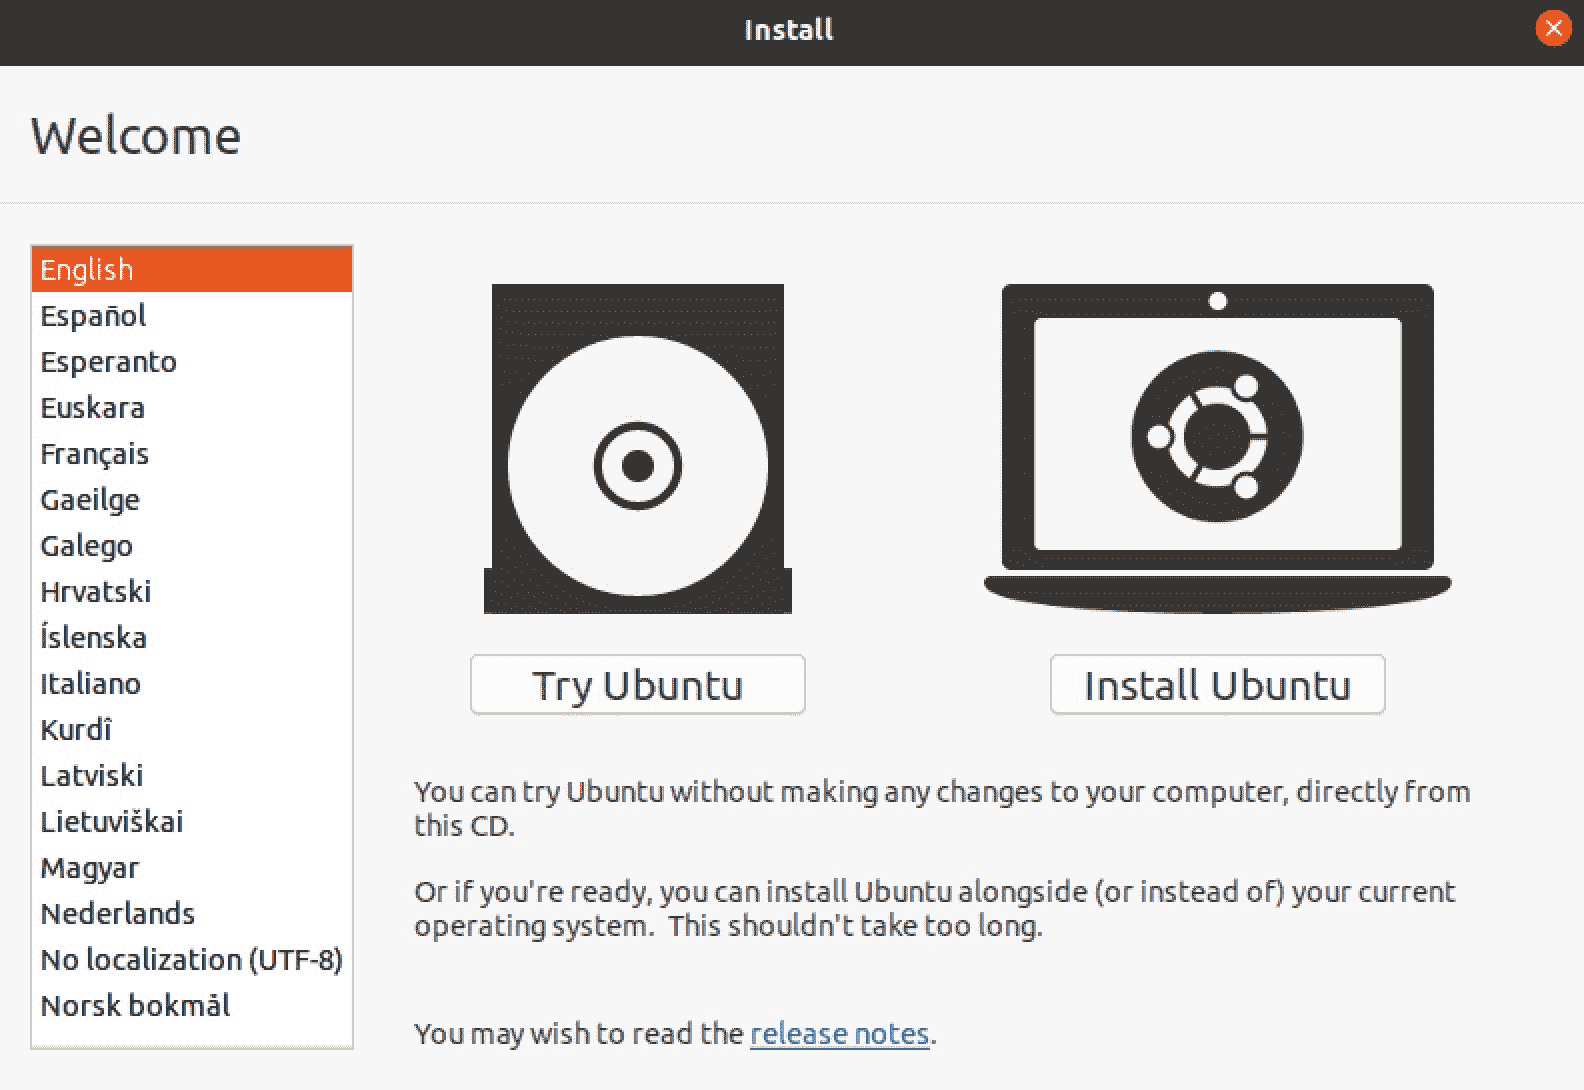 Install
Welcome
English
Español
Esperanto
Euskara
Français
Gaeilge
Galego
Hrvatski
Íslenska
Italiano
Kurdî
Latviski
Lietuviškai
Magyar
Nederlands
No localization (UTF-8)
Norsk bokmål
Try Ubuntu
Install Ubuntu
You can try Ubuntu without making any changes to your computer, directly from
this CD.
Or if you're ready, you can install Ubuntu alongside (or instead of) your current
operating system.  This shouldn't take too long.
You may wish to read the release notes.